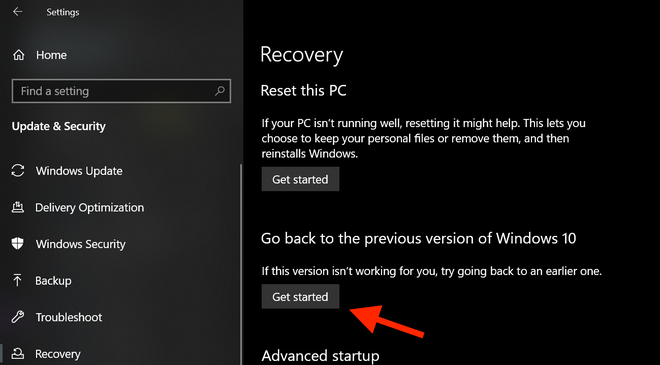 Settings
Home
Find a setting
Update & Security
Windows Update
Delivery Optimization
Windows Security
Backup
Troubleshoot
Recovery
Recovery
Reset this PC
If your PC isn't running well, resetting it might help. This lets you
choose to keep your personal files or remove them, and then
reinstalls Windows.
Get started
Go back to the previous version of Windows 10
If this version isn't working for you, try going back to an earlier one.
Get started
Advanced startup